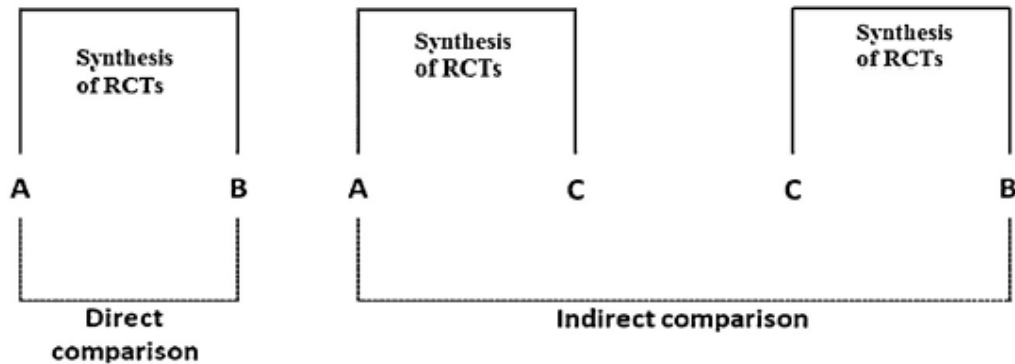 Synthesis
of RCTs
Synthesis
of RCTs
Synthesis
of RCTs
A
B
A
C
C
B
Direct
comparison
Indirect comparison